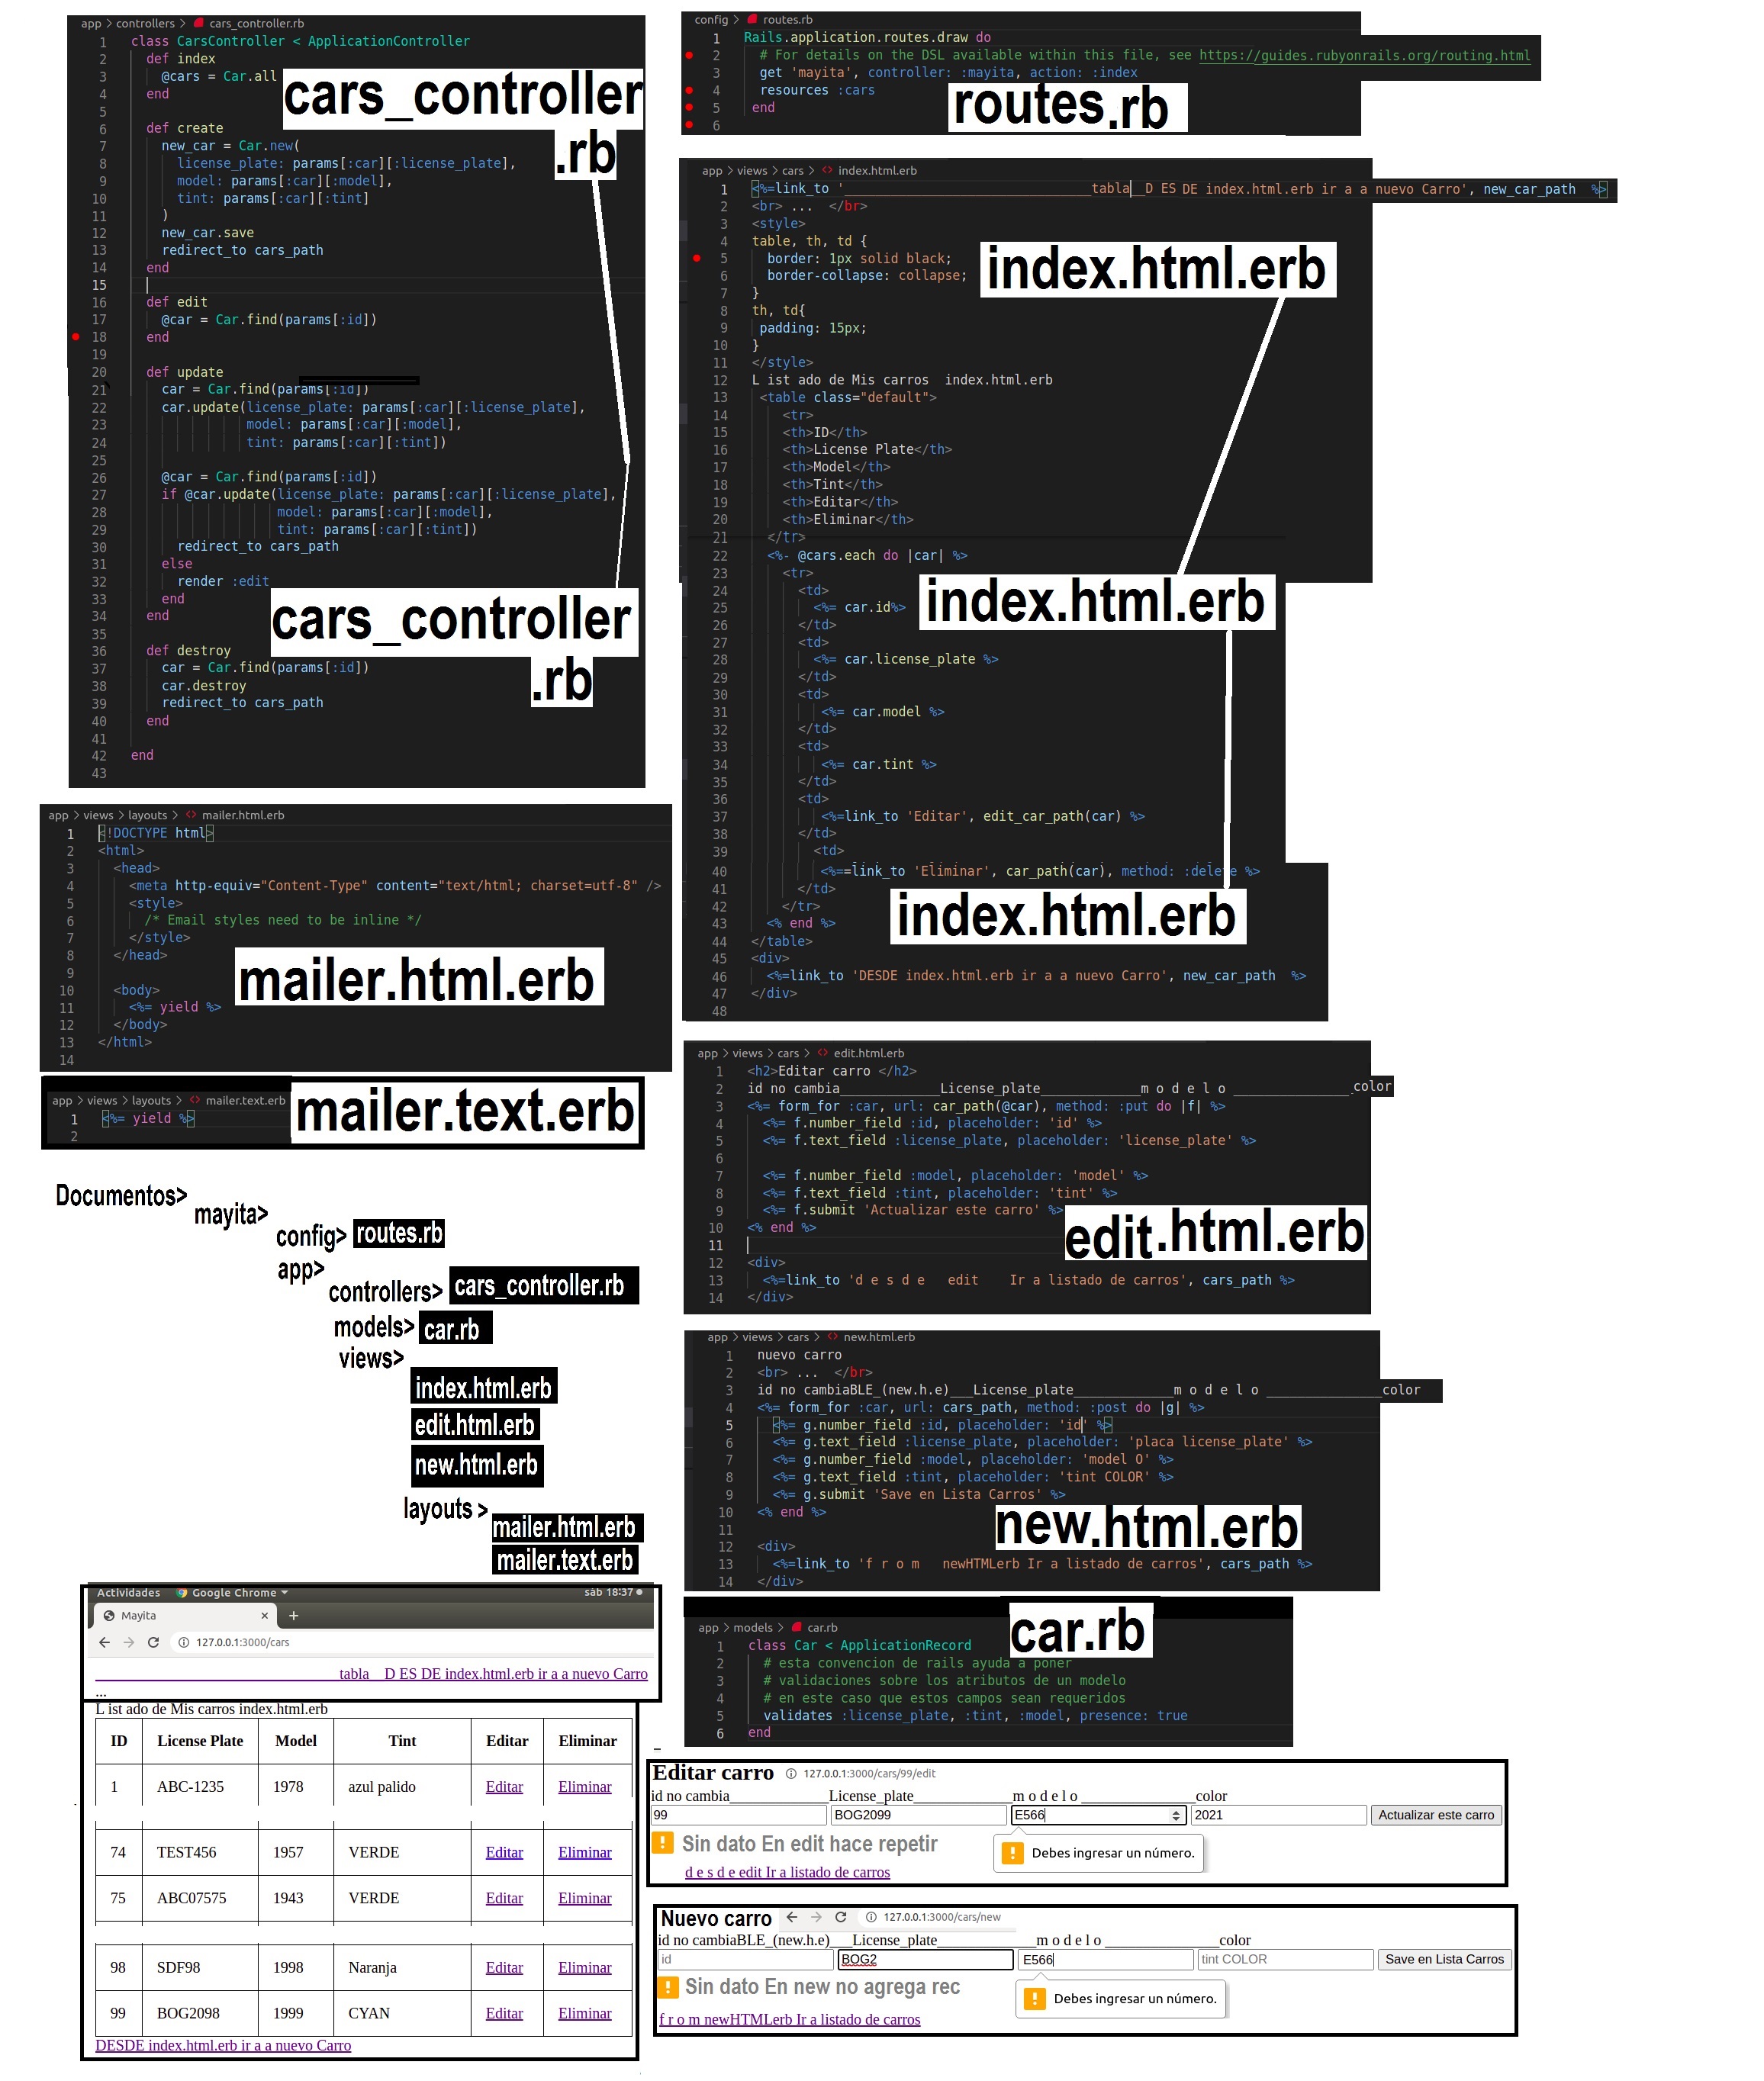 app > controllers > cars_controller.rb
1 class CarsController < ApplicationController
2 def index
3 @cars = Car.all
4 end
5
6 def create
7 new_car = Car.new(
8 license_plate: params[:car][:license_plate],
9 model: params[:car][:model],
10 tint: params[:car][:tint]
11 )
12 new_car.save
13 redirect_to cars_path
14 end
15
16 def edit
17 @car = Car.find(params[:id])
18 end
19
20 def update
21 car = Car.find(params[:id])
22 car.update(license_plate: params[:car][:license_plate],
23 model: params[:car][:model],
24 tint: params[:car][:tint])
25
26 @car = Car.find(params[:id])
27 if @car.update(license_plate: params[:car][:license_plate],
28 model: params[:car][:model],
29 tint: params[:car][:tint])
30 redirect_to cars_path
31 else
32 render :edit
33 end
34 end
35
36 def destroy
37 car = Car.find(params[:id])
38 car.destroy
39 redirect_to cars_path
40 end
41
42 end
43
cars_controller
.rb
cars_controller
.rb
app > views > layouts > mailer.html.erb
1 <!DOCTYPE html>
2 <html>
3 <head>
4 <meta http-equiv="Content-Type" content="text/html; charset=utf-8" />
5 <style>
6 /* Email styles need to be inline */
7 </style>
8 </head>
9
10 <body>
11 <%= yield %>
12 </body>
13 </html>
14
mailer.html.erb
app > views > layouts > mailer.text.erb
1 <%= yield %>
2
mailer.text.erb
Documentos>
mayita>
config> routes.rb
app>
controllers> cars_controller.rb
models> car.rb
views>
index.html.erb
edit.html.erb
new.html.erb
layouts >
mailer.html.erb
mailer.text.erb
Actividades Google Chrome sáb 18:37
Mayita × +
127.0.0.1:3000/cars
________________________________tabla__D ES DE index.html.erb ir a a nuevo Carro
...
L ist ado de Mis carros index.html.erb
ID License Plate Model Tint Editar Eliminar
1 ABC-1235 1978 azul palido Editar Eliminar
74 TEST456 1957 VERDE Editar Eliminar
75 ABC07575 1943 VERDE Editar Eliminar
98 SDF98 1998 Naranja Editar Eliminar
99 BOG2098 1999 CYAN Editar Eliminar
DESDE index.html.erb ir a a nuevo Carro
config > routes.rb
1 Rails.application.routes.draw do
2 # For details on the DSL available within this file, see https://guides.rubyonrails.org/routing.html
3 get 'mayita', controller: :mayita, action: :index
4 resources :cars
5 end
6
routes.rb
app > views > cars > index.html.erb
1 <%=link_to '________________________________tabla__D ES DE index.html.erb ir a a nuevo Carro', new_car_path %>
2 <br> ... </br>
3 <style>
4 table, th, td {
5 border: 1px solid black;
6 border-collapse: collapse;
7 }
8 th, td{
9 padding: 15px;
10 }
11 </style>
12 L ist ado de Mis carros index.html.erb
13 <table class="default">
14 <tr>
15 <th>ID</th>
16 <th>License Plate</th>
17 <th>Model</th>
18 <th>Tint</th>
19 <th>Editar</th>
20 <th>Eliminar</th>
21 </tr>
22 <%- @cars.each do |car| %>
23 <tr>
24 <td>
25 <%= car.id%>
26 </td>
27 <td>
28 <%= car.license_plate %>
29 </td>
30 <td>
31 <%= car.model %>
32 </td>
33 <td>
34 <%= car.tint %>
35 </td>
36 <td>
37 <%=link_to 'Editar', edit_car_path(car) %>
38 </td>
39 <td>
40 <%==link_to 'Eliminar', car_path(car), method: :delete %>
41 </td>
42 </tr>
43 <% end %>
44 </table>
45 <div>
46 <%=link_to 'DESDE index.html.erb ir a a nuevo Carro', new_car_path %>
47 </div>
48
index.html.erb
index.html.erb
index.html.erb
app > views > cars > edit.html.erb
1 <h2>Editar carro </h2>
2 id no cambia_____________License_plate_____________m o d e l o _______________color
3 <%= form_for :car, url: car_path(@car), method: :put do |f| %>
4 <%= f.number_field :id, placeholder: 'id' %>
5 <%= f.text_field :license_plate, placeholder: 'license_plate' %>
6
7 <%= f.number_field :model, placeholder: 'model' %>
8 <%= f.text_field :tint, placeholder: 'tint' %>
9 <%= f.submit 'Actualizar este carro' %>
10 <% end %>
11
12 <div>
13 <%=link_to 'd e s d e   edit    Ir a listado de carros', cars_path %>
14 </div>
edit.html.erb
app > views > cars > new.html.erb
1 nuevo carro
2 <br> ... </br>
3 id no cambiaBLE_(new.h.e)___License_plate_____________m o d e l o _______________color
4 <%= form_for :car, url: cars_path, method: :post do |g| %>
5 <%= g.number_field :id, placeholder: 'id' %>
6 <%= g.text_field :license_plate, placeholder: 'placa license_plate' %>
7 <%= g.number_field :model, placeholder: 'model O' %>
8 <%= g.text_field :tint, placeholder: 'tint COLOR' %>
9 <%= g.submit 'Save en Lista Carros' %>
10 <% end %>
11
12 <div>
13 <%=link_to 'f r o m   newHTMLerb Ir a listado de carros', cars_path %>
14 </div>
new.html.erb
app > models > car.rb
1 class Car < ApplicationRecord
2 # esta convencion de rails ayuda a poner
3 # validaciones sobre los atributos de un modelo
4 # en este caso que estos campos sean requeridos
5 validates :license_plate, :tint, :model, presence: true
6 end
car.rb
Editar carro 127.0.0.1:3000/cars/99/edit
id no cambia_____________License_plate_____________m o d e l o _______________color
99 BOG2099 E566 2021 Actualizar este carro
Sin dato En edit hace repetir
Debes ingresar un número.
d e s d e edit Ir a listado de carros
Nuevo carro 127.0.0.1:3000/cars/new
id no cambiaBLE_(new.h.e)___License_plate_____________m o d e l o _______________color
id BOG2 E566 tint COLOR Save en Lista Carros
Sin dato En new no agrega rec
Debes ingresar un número.
f r o m newHTMLerb Ir a listado de carros